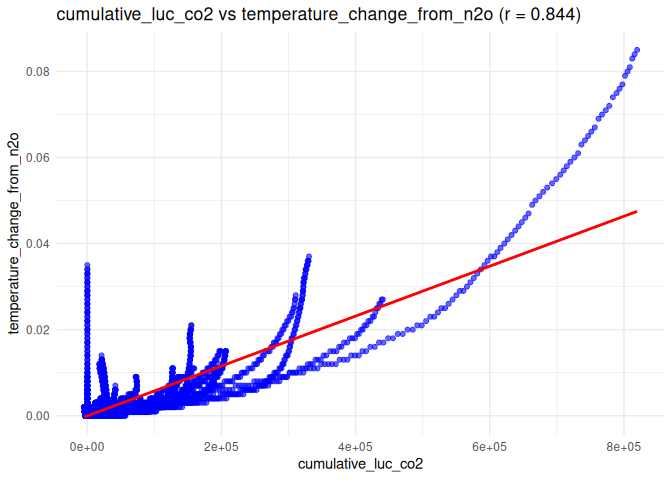 cumulative_luc_co2 vs temperature_change_from_n2o (r = 0.844)
temperature_change_from_n2o
0.08
0.06
0.04
0.02
0.00
0e+00
2e+05
4e+05
6e+05
8e+05
cumulative_luc_co2